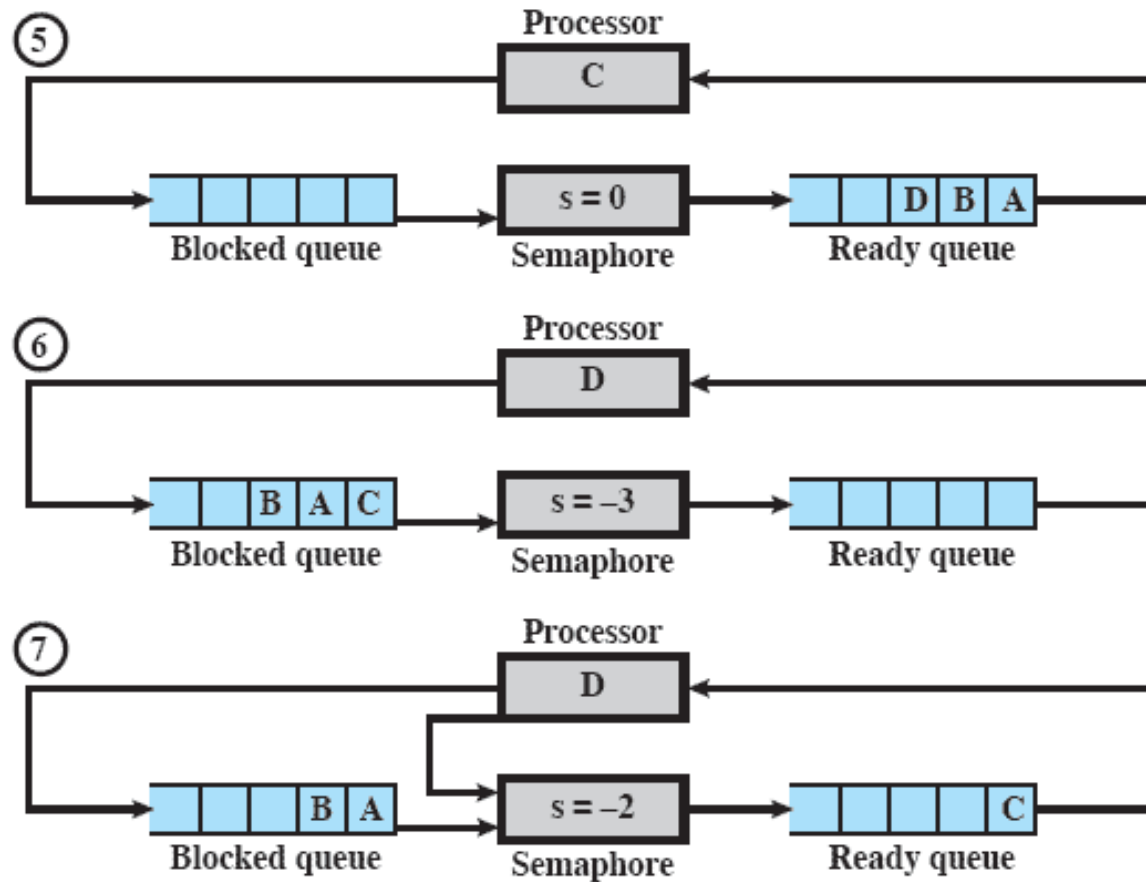 5
Processor
C
s = 0
D B A
Blocked queue
Semaphore
Ready queue
6
Processor
D
B A C
s = –3
Blocked queue
Semaphore
Ready queue
7
Processor
D
B A
s = –2
C
Blocked queue
Semaphore
Ready queue